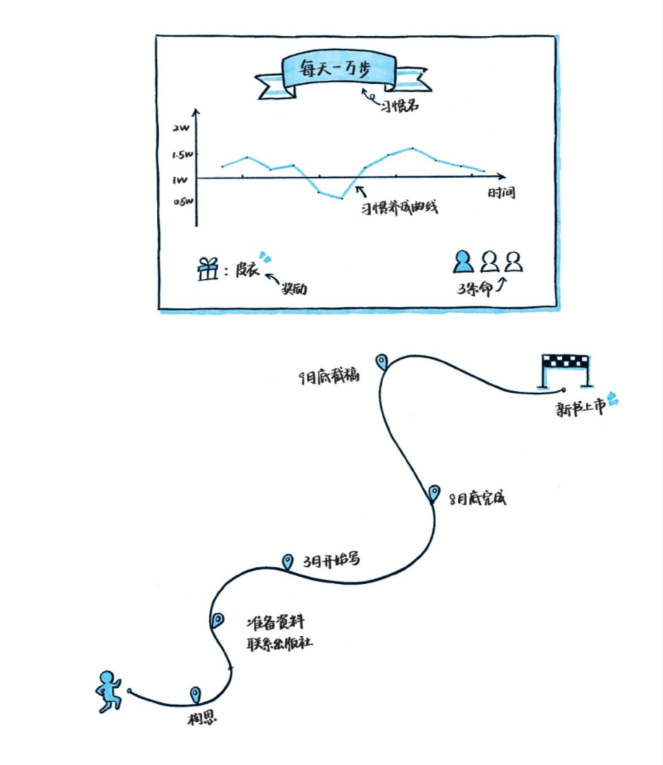 每天一万步
习惯名
2W
1.5W
1W
0.5W
时间
习惯养成曲线
：皮衣
奖励
3条命
9月底截稿
新书上市
8月底完成
3月开始写
准备资料
联系出版社
构思